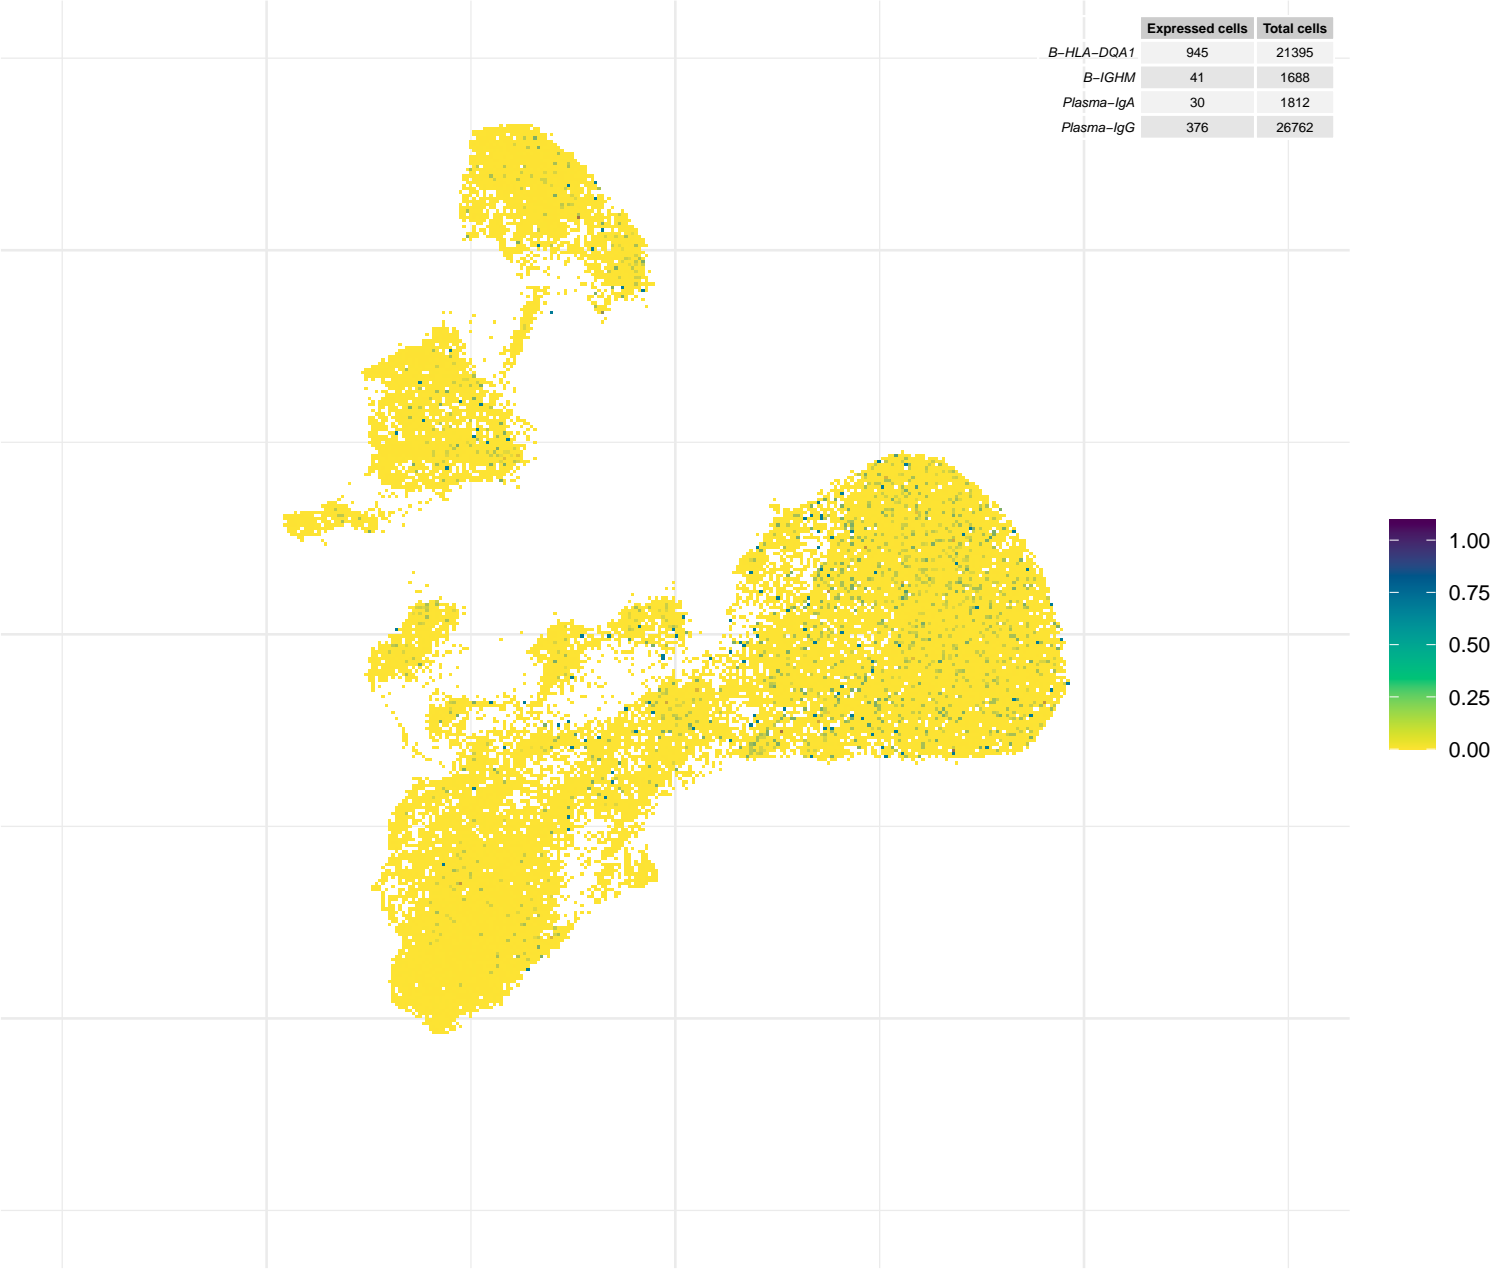 Expressed cells Total cells
B−HLA−DQA1 945 21395
B−IGHM 41 1688
Plasma−IgA 30 1812
Plasma−IgG 376 26762
1.00
0.75
0.50
0.25
0.00